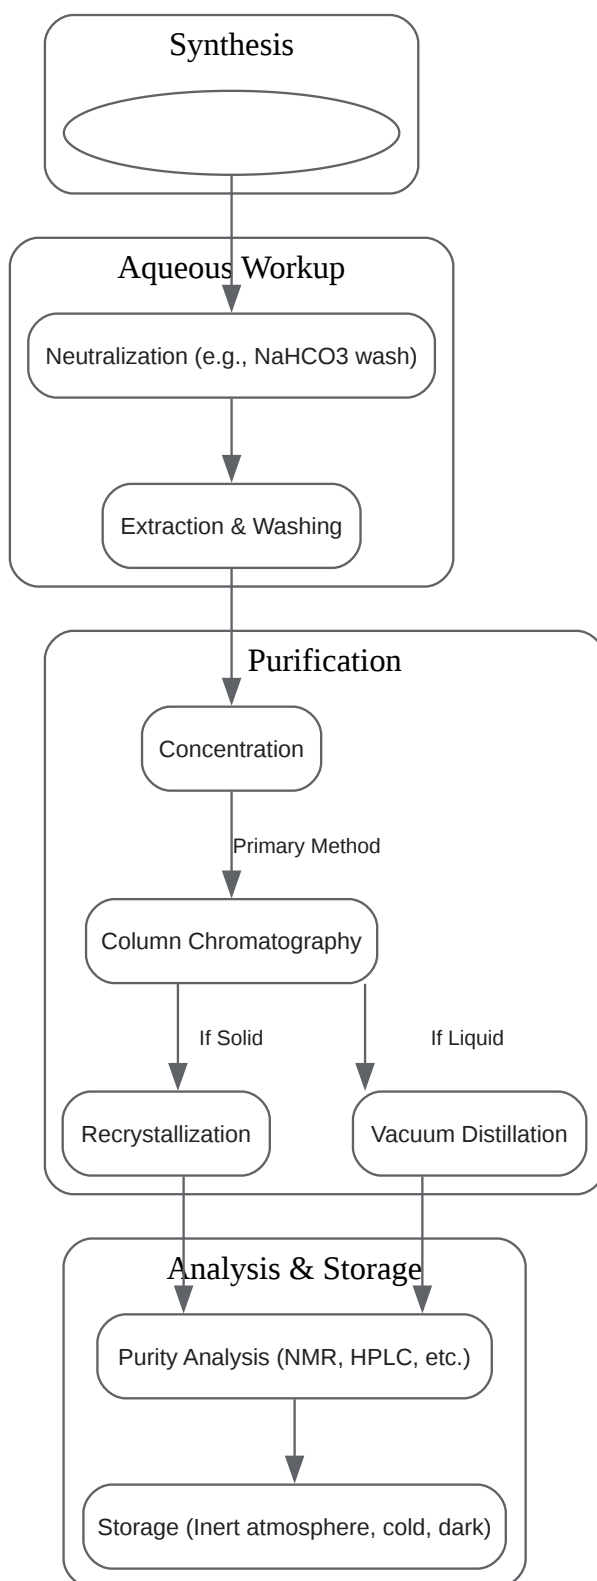 Synthesis
Aqueous Workup
Neutralization (e.g., NaHCO3 wash)
Extraction & Washing
Purification
Concentration
Primary Method
Column Chromatography
If Solid
If Liquid
Recrystallization
Vacuum Distillation
Analysis & Storage
Purity Analysis (NMR, HPLC, etc.)
Storage (Inert atmosphere, cold, dark)